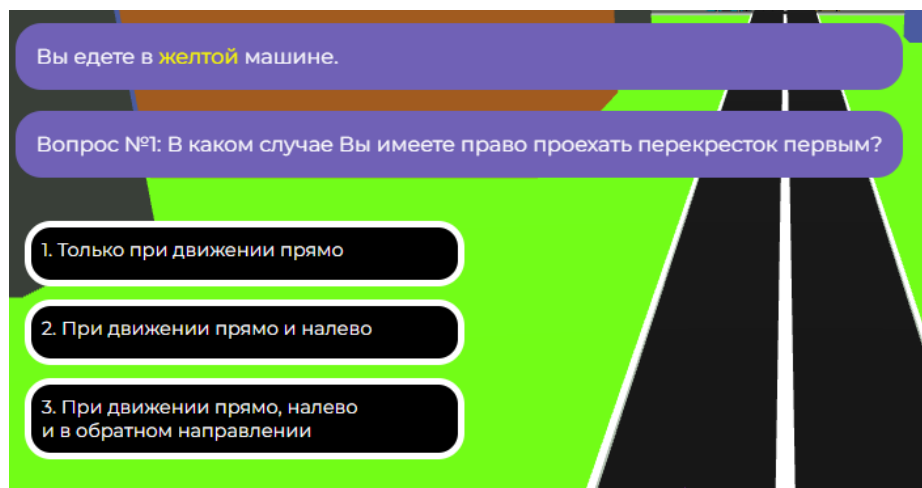 Вы едете в желтой машине.
Вопрос №1: В каком случае Вы имеете право проехать перекресток первым?
1. Только при движении прямо
2. При движении прямо и налево
3. При движении прямо, налево
и в обратном направлении